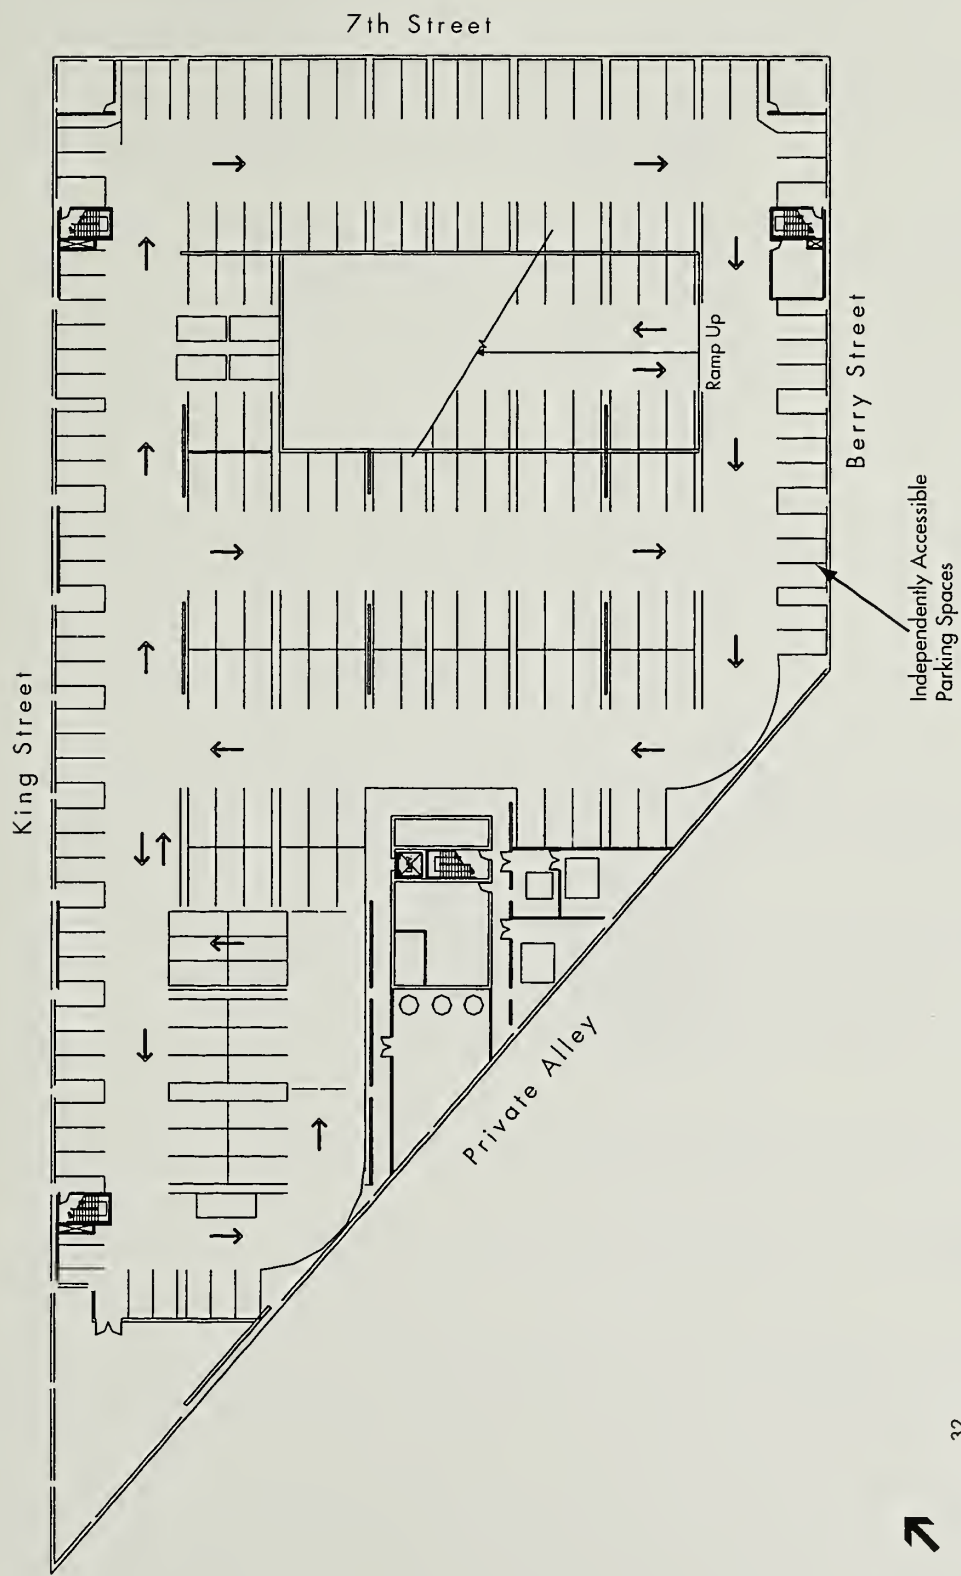 7th Street
King Street
Ramp Up
Berry Street
Independently Accessible
Parking Spaces
Private Alley
32